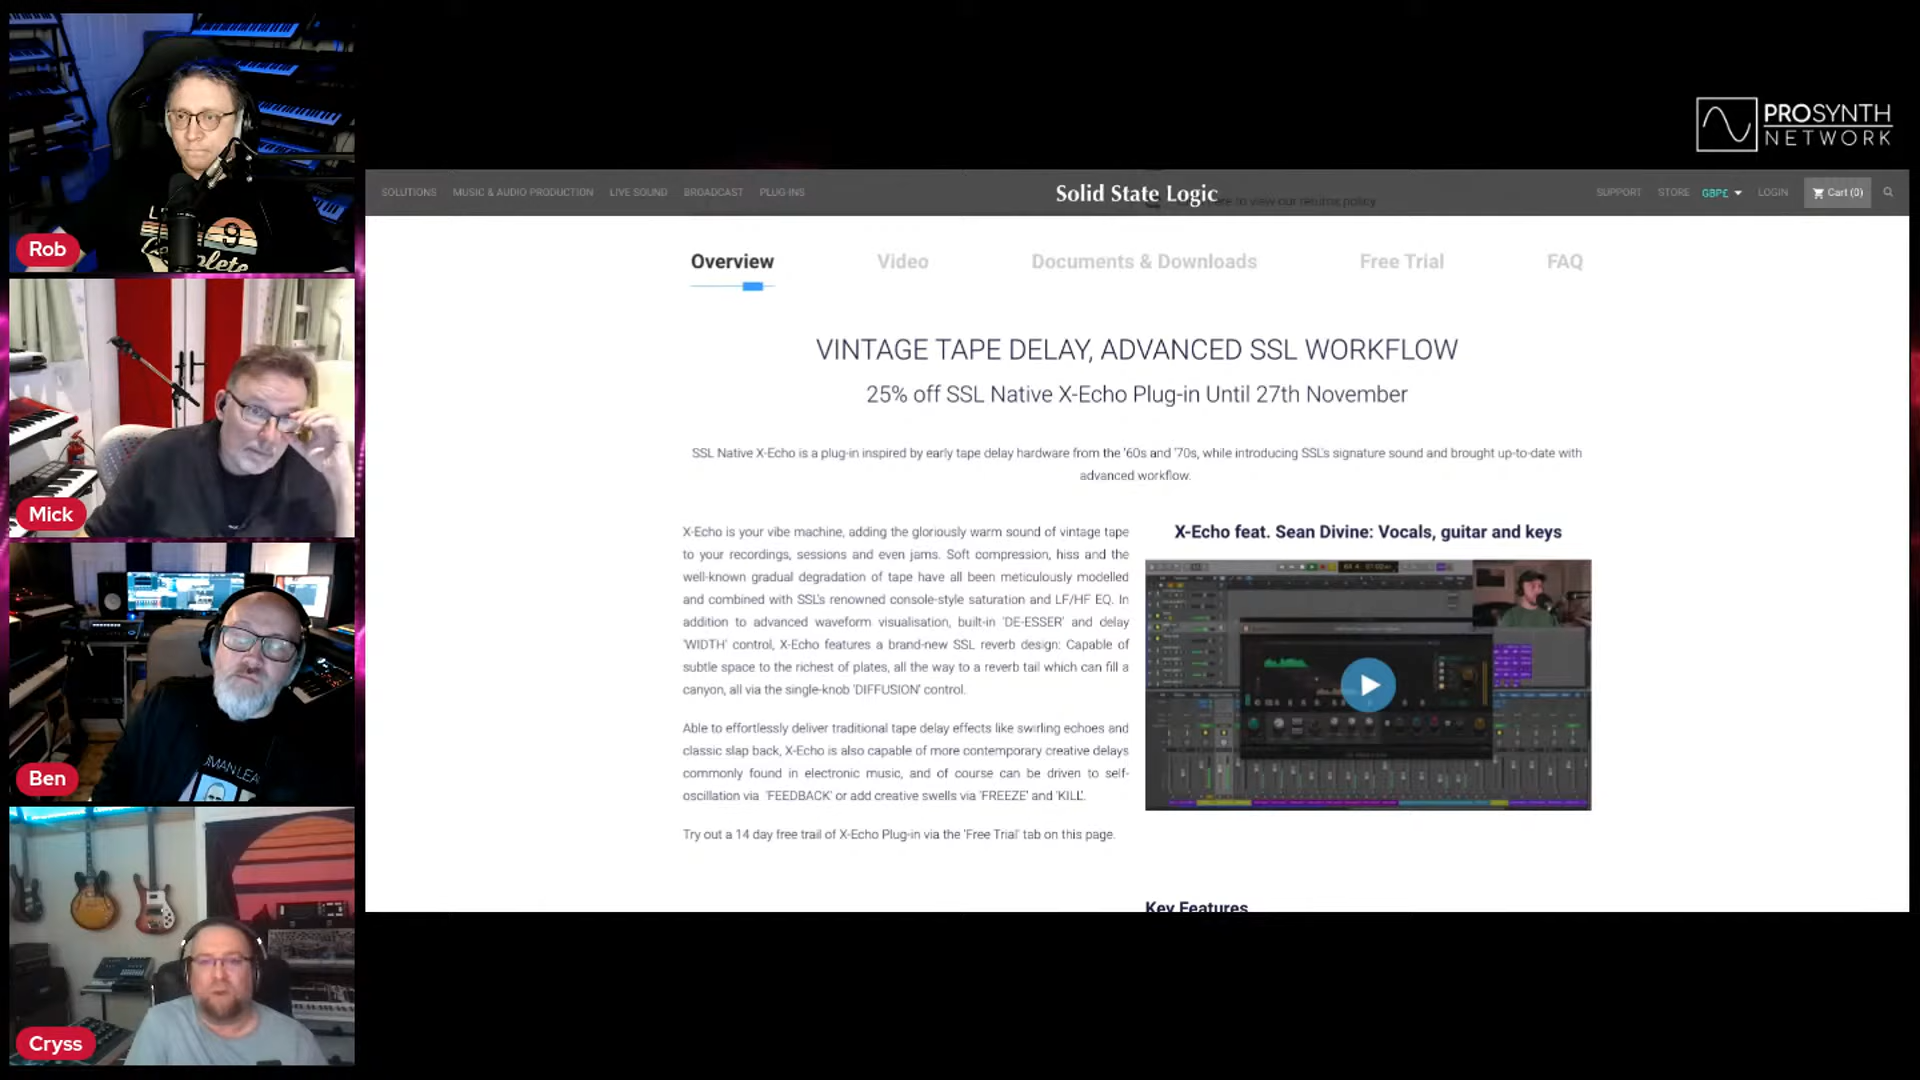 PROSYNTH
NETWORK
SOLUTIONS MUSIC & AUDIO PRODUCTION LIVE SOUND BROADCAST PLUG-INS Solid State Logic SUPPORT STORE GBP£ LOGIN Cart (0)
here to view our returns policy
Overview Video Documents & Downloads Free Trial FAQ
VINTAGE TAPE DELAY, ADVANCED SSL WORKFLOW
25% off SSL Native X-Echo Plug-in Until 27th November
SSL Native X-Echo is a plug-in inspired by early tape delay hardware from the '60s and '70s, while introducing SSL's signature sound and brought up-to-date with
advanced workflow.
X-Echo is your vibe machine, adding the gloriously warm sound of vintage tape
to your recordings, sessions and even jams. Soft compression, hiss and the
well-known gradual degradation of tape have all been meticulously modelled
and combined with SSL's renowned console-style saturation and LF/HF EQ. In
addition to advanced waveform visualisation, built-in 'DE-ESSER' and delay
'WIDTH' control, X-Echo features a brand-new SSL reverb design: Capable of
subtle space to the richest of plates, all the way to a reverb tail which can fill a
canyon, all via the single-knob 'DIFFUSION' control.
Able to effortlessly deliver traditional tape delay effects like swirling echoes and
classic slap back, X-Echo is also capable of more contemporary creative delays
commonly found in electronic music, and of course can be driven to self-
oscillation via 'FEEDBACK' or add creative swells via 'FREEZE' and 'KILL'.
Try out a 14 day free trail of X-Echo Plug-in via the 'Free Trial' tab on this page.
X-Echo feat. Sean Divine: Vocals, guitar and keys
Key Features
Rob
9
Mick
Ben
Cryss